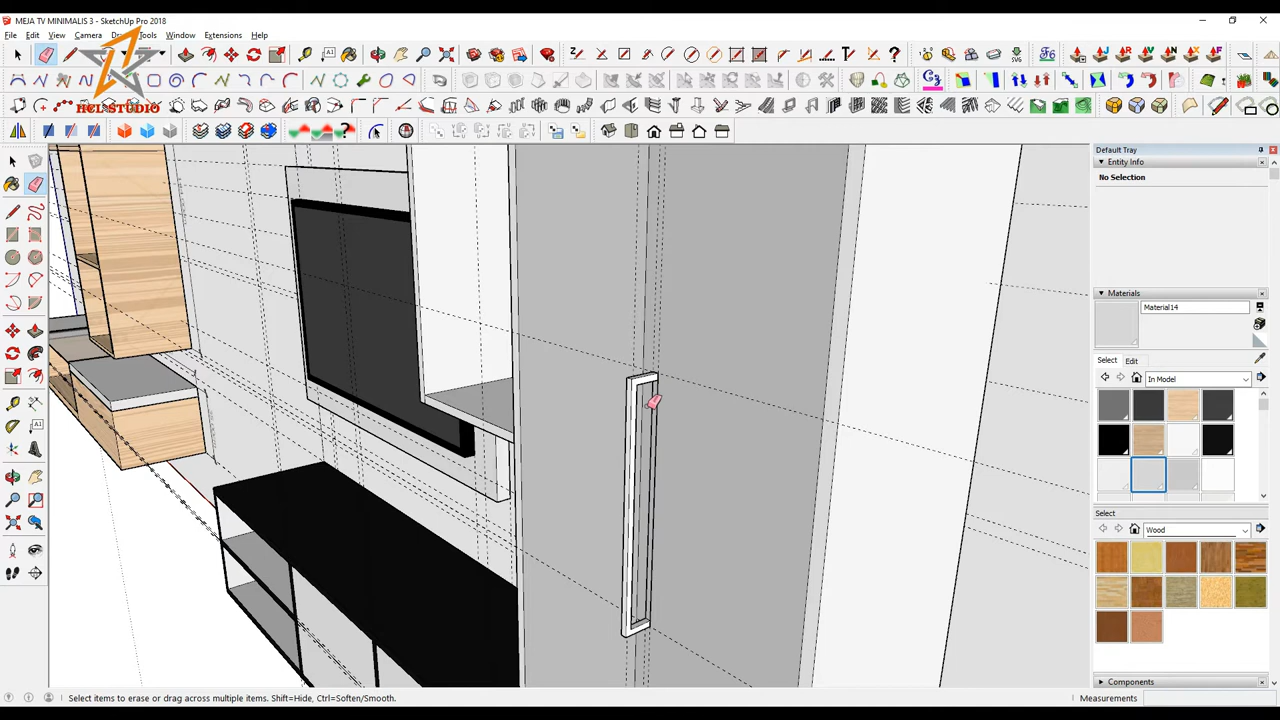 MEJA TV MINIMALIS 3 - SketchUp Pro 2018
File Edit View Camera Draw Tools Window Extensions Help
HCL STUDIO
Default Tray
Entity Info
No Selection
Materials
Material14
Select Edit
In Model
Select
Wood
Components
Select items to erase or drag across multiple items. Shift=Hide, Ctrl=Soften/Smooth.
Measurements